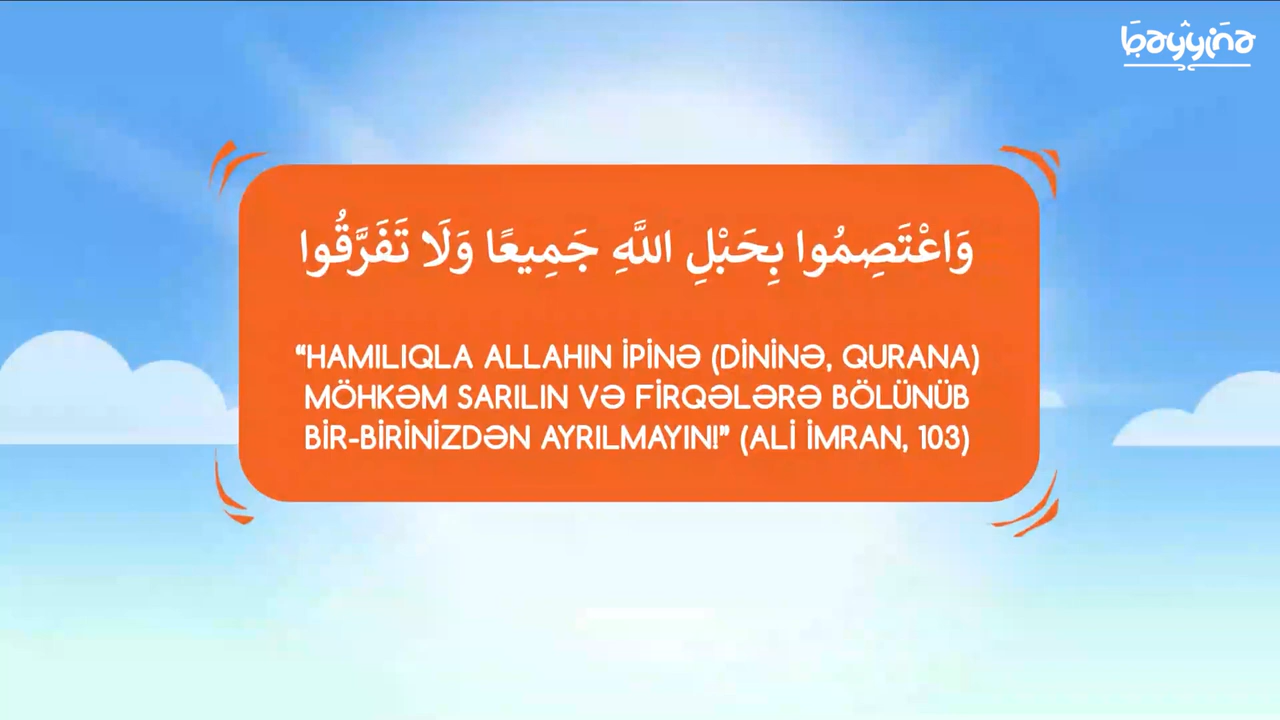 bayyina
وَاعْتَصِمُوا بِحَبْلِ اللَّهِ جَمِيعًا وَلَا تَفَرَّقُوا
“HAMILIQLA ALLAHIN İPİNƏ (DİNİNƏ, QURANA)
MÖHKƏM SARILIN VƏ FİRQƏLƏRƏ BÖLÜNÜB
BİR-BİRİNİZDƏN AYRILMAYIN!” (ALİ İMRAN, 103)